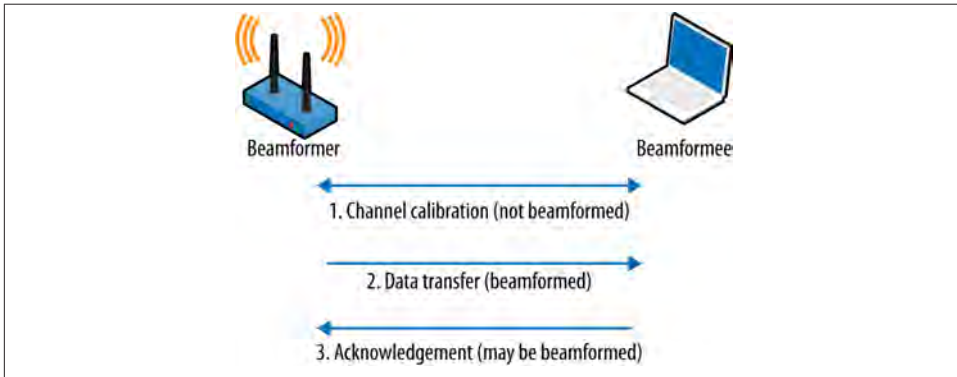 Beamformer
Beamformee
1. Channel calibration (not beamformed)
2. Data transfer (beamformed)
3. Acknowledgement (may be beamformed)